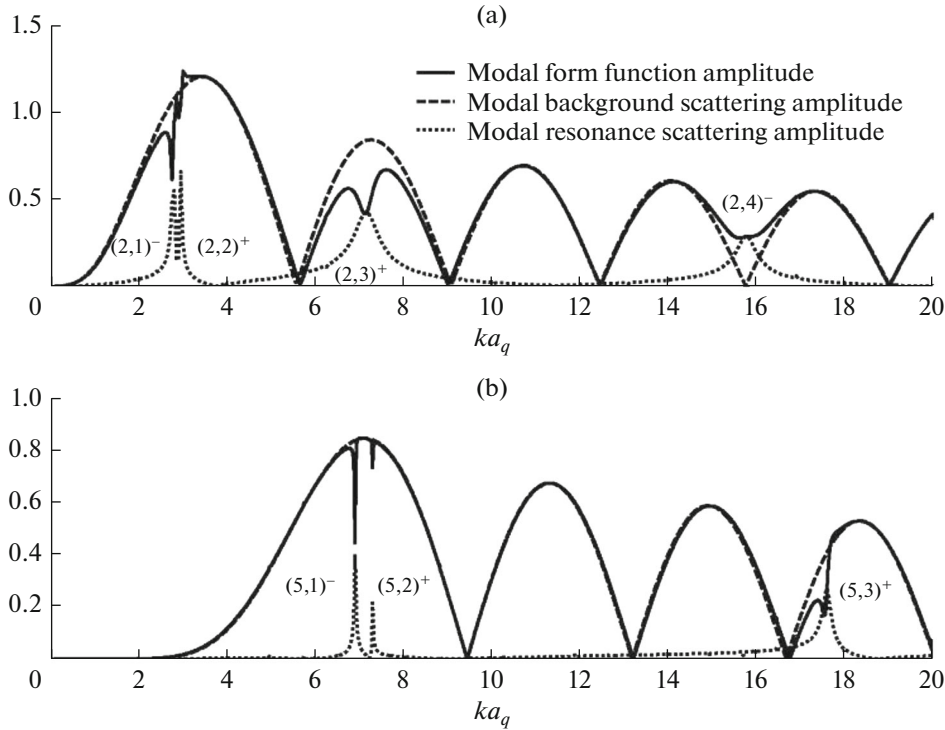 (a)
1.5
1.0
0.5
Modal form function amplitude
Modal background scattering amplitude
Modal resonance scattering amplitude
(2,1)⁻
(2,2)⁺
(2,3)⁺
(2,4)⁻
0 2 4 6 8 10 12 14 16 18 20
ka_q
(b)
1.0
0.8
0.6
0.4
0.2
(5,1)⁻
(5,2)⁺
(5,3)⁺
0 2 4 6 8 10 12 14 16 18 20
ka_q